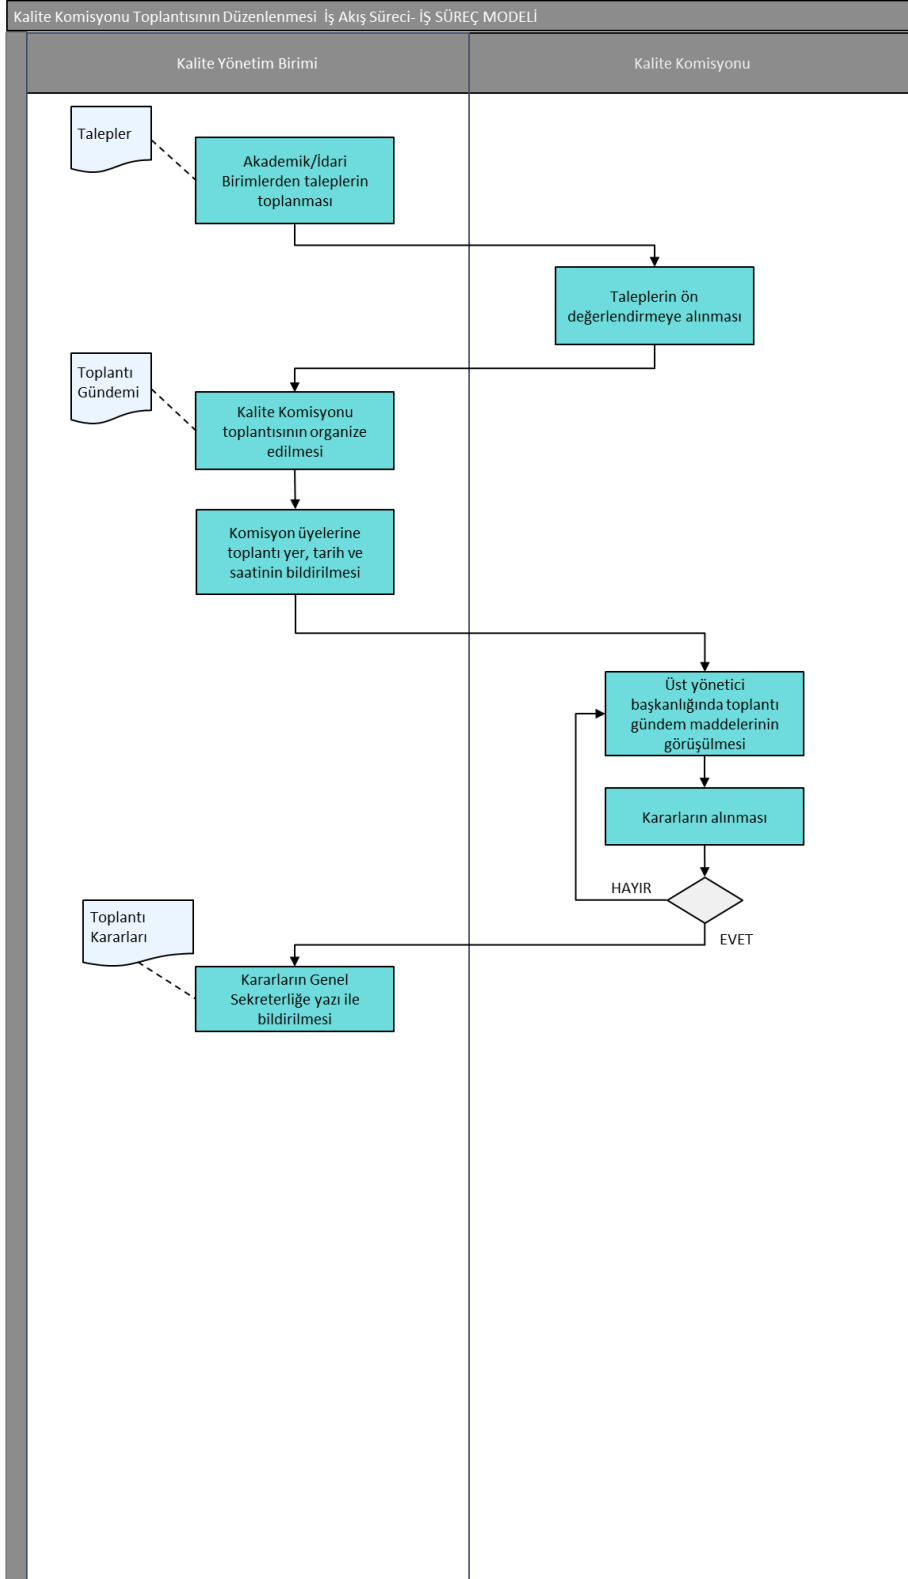 Kalite Komisyonu Toplantısının Düzenlenmesi  İş Akış Süreci- İŞ SÜREÇ MODELİ
Kalite Yönetim Birimi
Kalite Komisyonu
Talepler
Akademik/İdari
Birimlerden taleplerin
toplanması
Taleplerin ön
değerlendirmeye alınması
Toplantı
Gündemi
Kalite Komisyonu
toplantısının organize
edilmesi
Komisyon üyelerine
toplantı yer, tarih ve
saatinin bildirilmesi
Üst yönetici
başkanlığında toplantı
gündem maddelerinin
görüşülmesi
Kararların alınması
HAYIR
EVET
Toplantı
Kararları
Kararların Genel
Sekreterliğe yazı ile
bildirilmesi